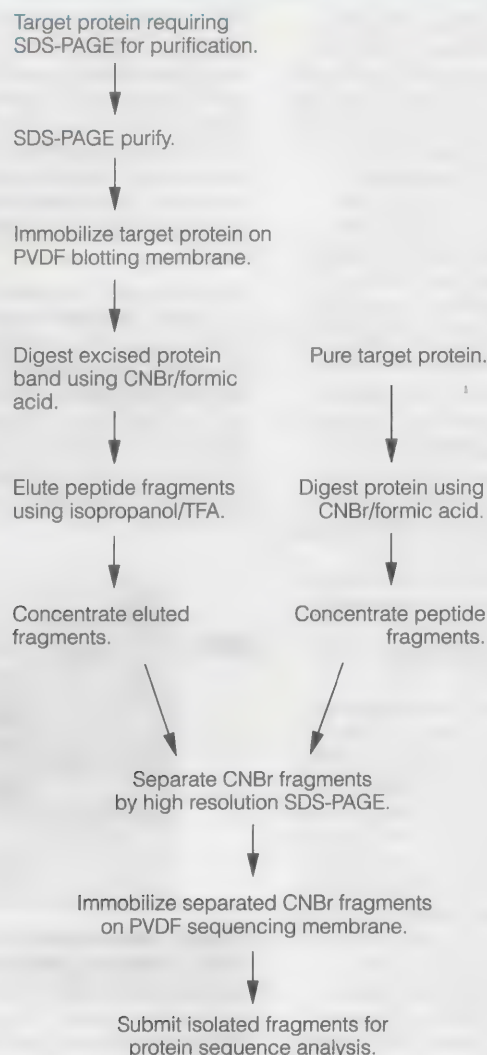 Target protein requiring
SDS-PAGE for purification.
SDS-PAGE purify.
Immobilize target protein on
PVDF blotting membrane.
Digest excised protein
band using CNBr/formic
acid.
Pure target protein.
Elute peptide fragments
using isopropanol/TFA.
Digest protein using
CNBr/formic acid.
Concentrate eluted
fragments.
Concentrate peptide
fragments.
Separate CNBr fragments
by high resolution SDS-PAGE.
Immobilize separated CNBr fragments
on PVDF sequencing membrane.
Submit isolated fragments for
protein sequence analysis.